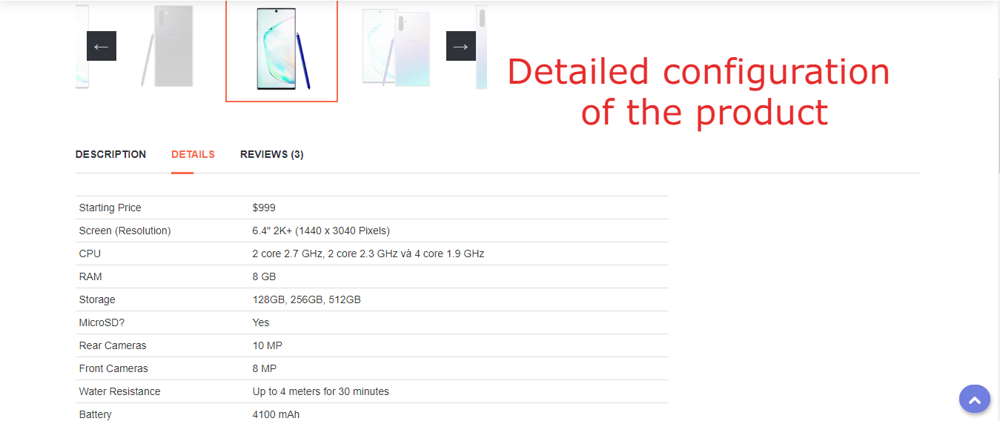 Detailed configuration
of the product
DESCRIPTION DETAILS REVIEWS (3)
Starting Price $999
Screen (Resolution) 6.4" 2K+ (1440 x 3040 Pixels)
CPU 2 core 2.7 GHz, 2 core 2.3 GHz và 4 core 1.9 GHz
RAM 8 GB
Storage 128GB, 256GB, 512GB
MicroSD? Yes
Rear Cameras 10 MP
Front Cameras 8 MP
Water Resistance Up to 4 meters for 30 minutes
Battery 4100 mAh